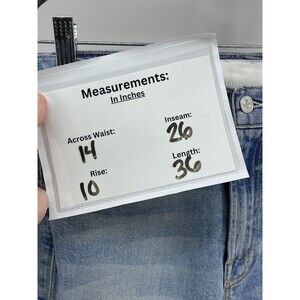 Measurements:
In Inches
Across Waist:
14
Inseam:
26
Rise:
10
Length:
36